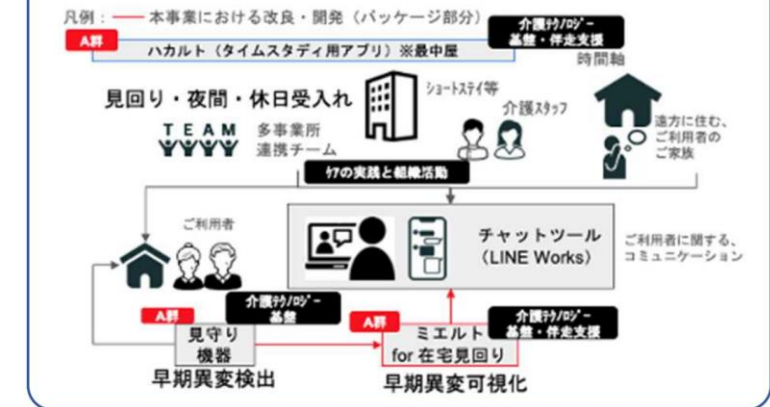 凡例：── 本事業における改良・開発（パッケージ部分）
A群
ハカルト（タイムスタディ用アプリ）※最中屋
介護ﾃｸﾉﾛｼﾞｰ
基盤・伴走支援
時間軸
見回り・夜間・休日受入れ
ｼｮｰﾄｽﾃｲ等
介護ｽﾀｯﾌ
TEAM
多事業所
連携チーム
遠方に住む、
ご利用者の
ご家族
ｹｱの実践と組織活動
ご利用者
チャットツール
（LINE Works）
ご利用者に関する、
コミュニケーション
A群
介護ﾃｸﾉﾛｼﾞｰ
基盤
見守り
機器
早期異変検出
A群
介護ﾃｸﾉﾛｼﾞｰ
基盤・伴走支援
ミエルト
for 在宅見回り
早期異変可視化